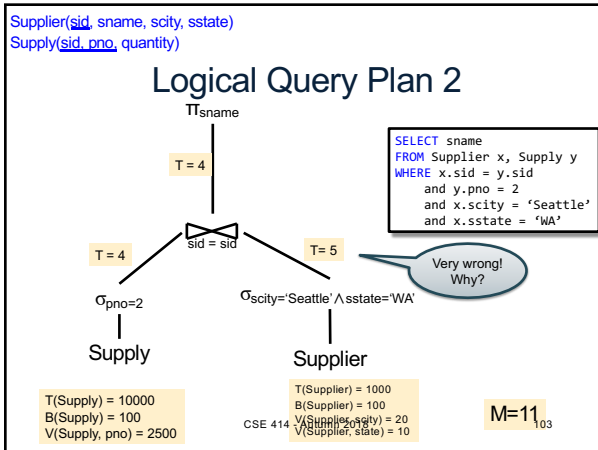 Supplier(sid, sname, scity, sstate)
Supply(sid, pno, quantity)
Logical Query Plan 2
πsname
SELECT sname
FROM Supplier x, Supply y
WHERE x.sid = y.sid
and y.pno = 2
and x.scity = ‘Seattle’
and x.sstate = ‘WA’
T = 4
sid = sid
T = 4
T= 5
Very wrong!
Why?
σpno=2
σscity=‘Seattle’∧sstate=‘WA’
Supply
Supplier
T(Supply) = 10000
B(Supply) = 100
V(Supply, pno) = 2500
T(Supplier) = 1000
B(Supplier) = 100
V(Supplier, scity) = 20
V(Supplier, state) = 10
CSE 414 - Autumn 2018
M=11
103